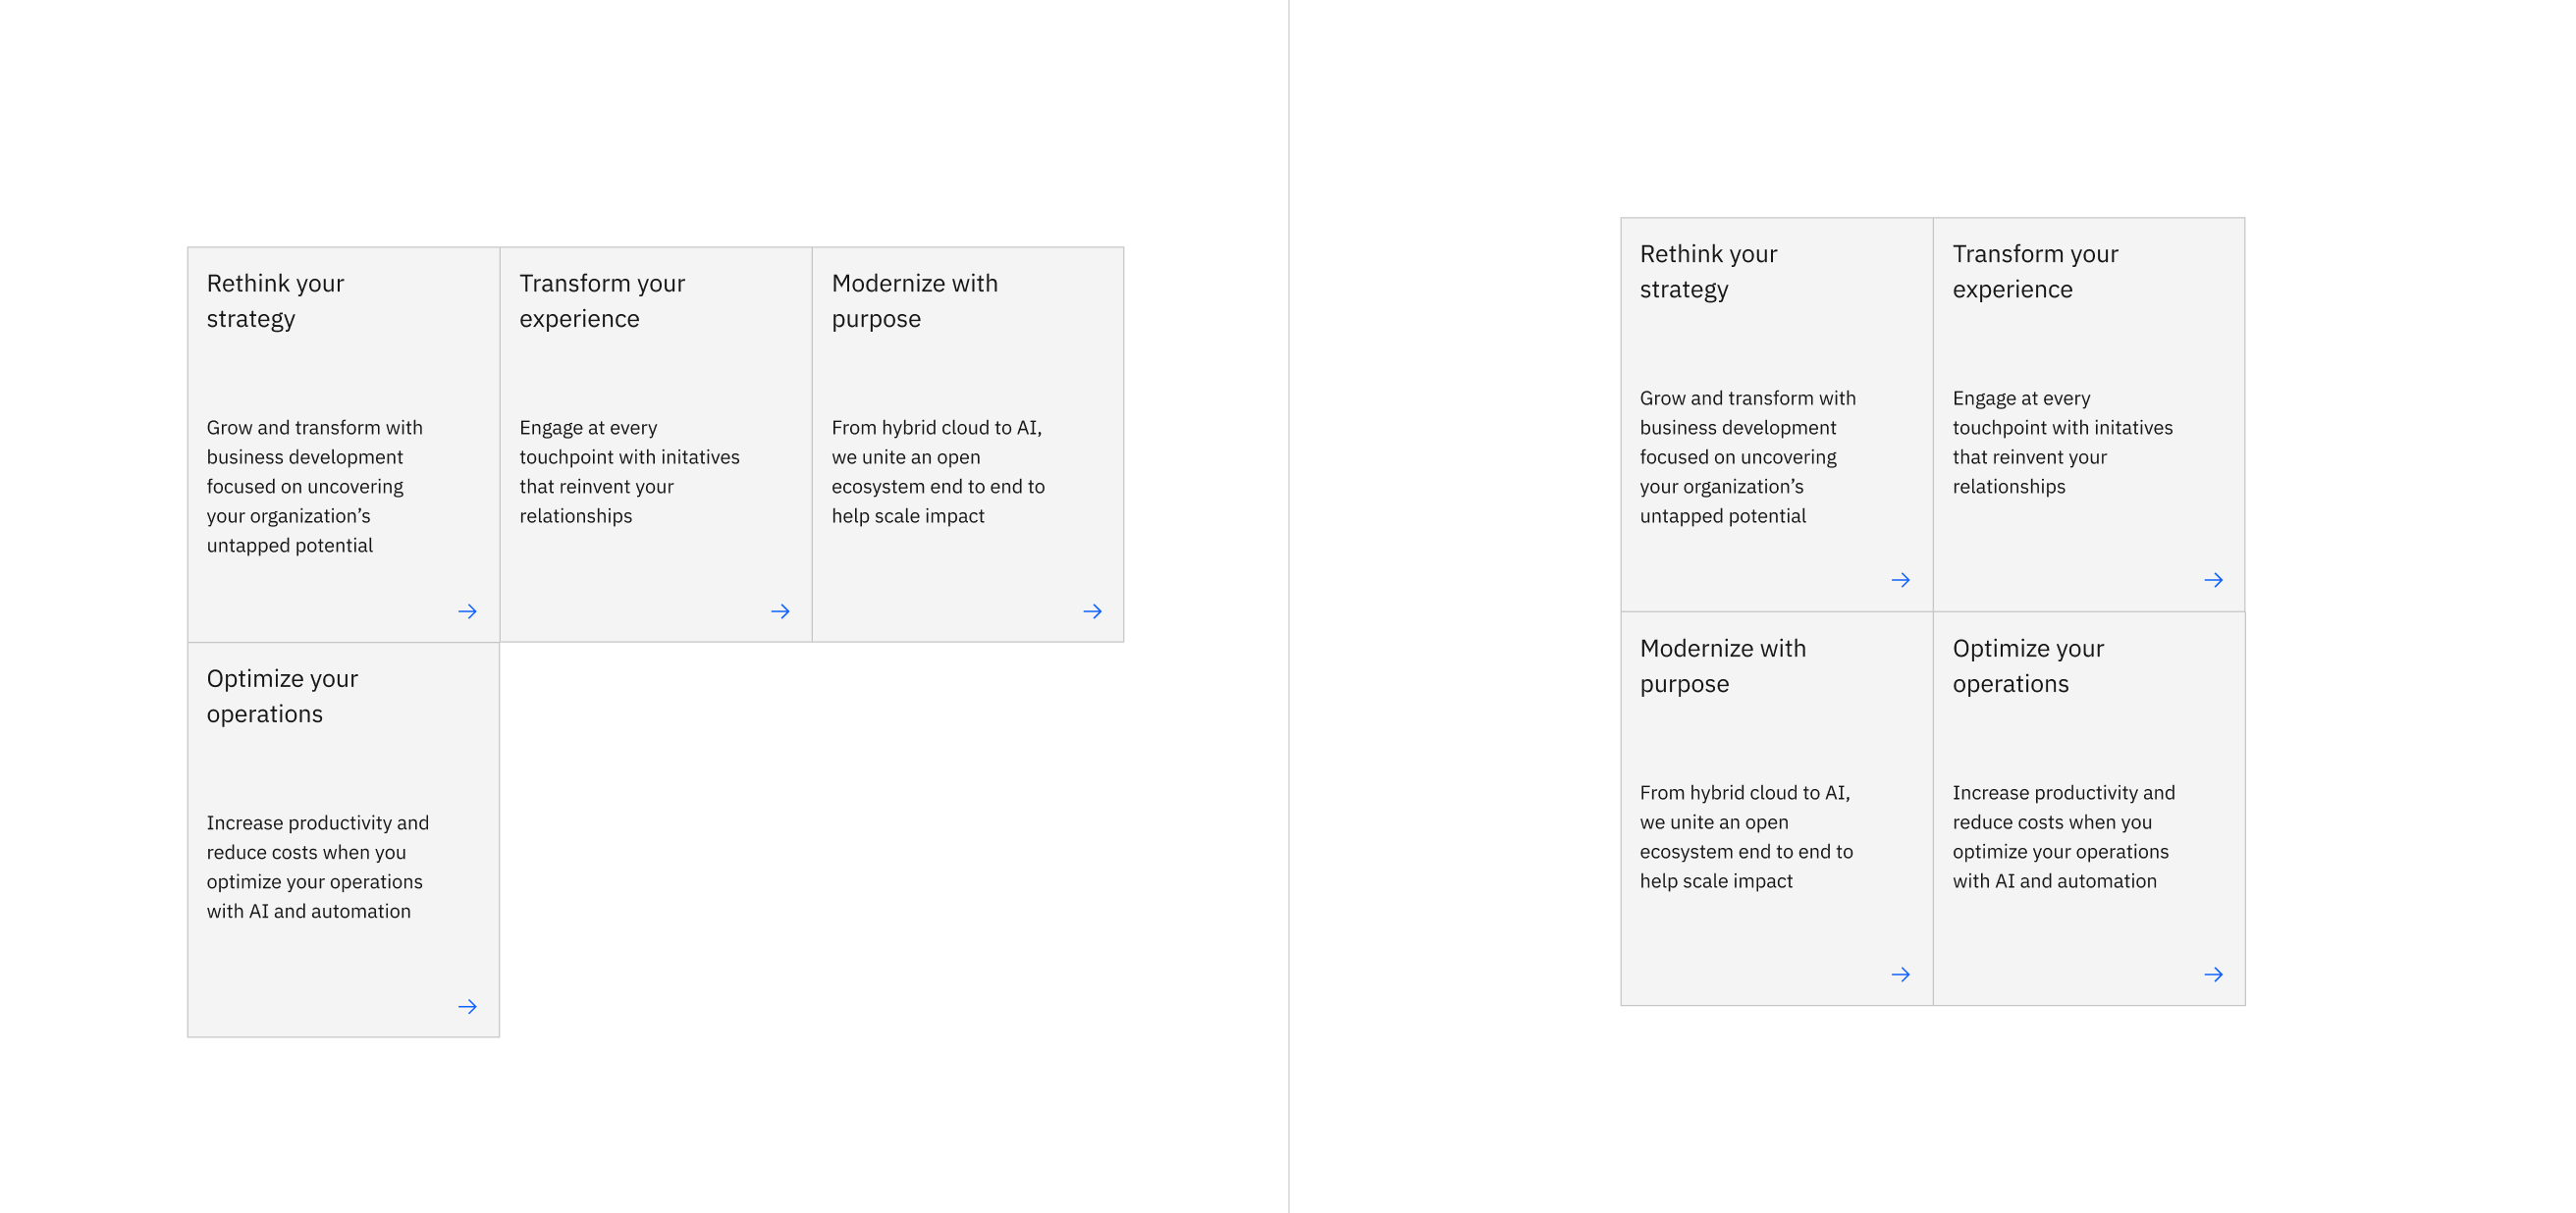 Rethink your
strategy
Grow and transform with
business development
focused on uncovering
your organization’s
untapped potential
Transform your
experience
Engage at every
touchpoint with initatives
that reinvent your
relationships
Modernize with
purpose
From hybrid cloud to AI,
we unite an open
ecosystem end to end to
help scale impact
Optimize your
operations
Increase productivity and
reduce costs when you
optimize your operations
with AI and automation
Rethink your
strategy
Grow and transform with
business development
focused on uncovering
your organization’s
untapped potential
Transform your
experience
Engage at every
touchpoint with initatives
that reinvent your
relationships
Modernize with
purpose
From hybrid cloud to AI,
we unite an open
ecosystem end to end to
help scale impact
Optimize your
operations
Increase productivity and
reduce costs when you
optimize your operations
with AI and automation